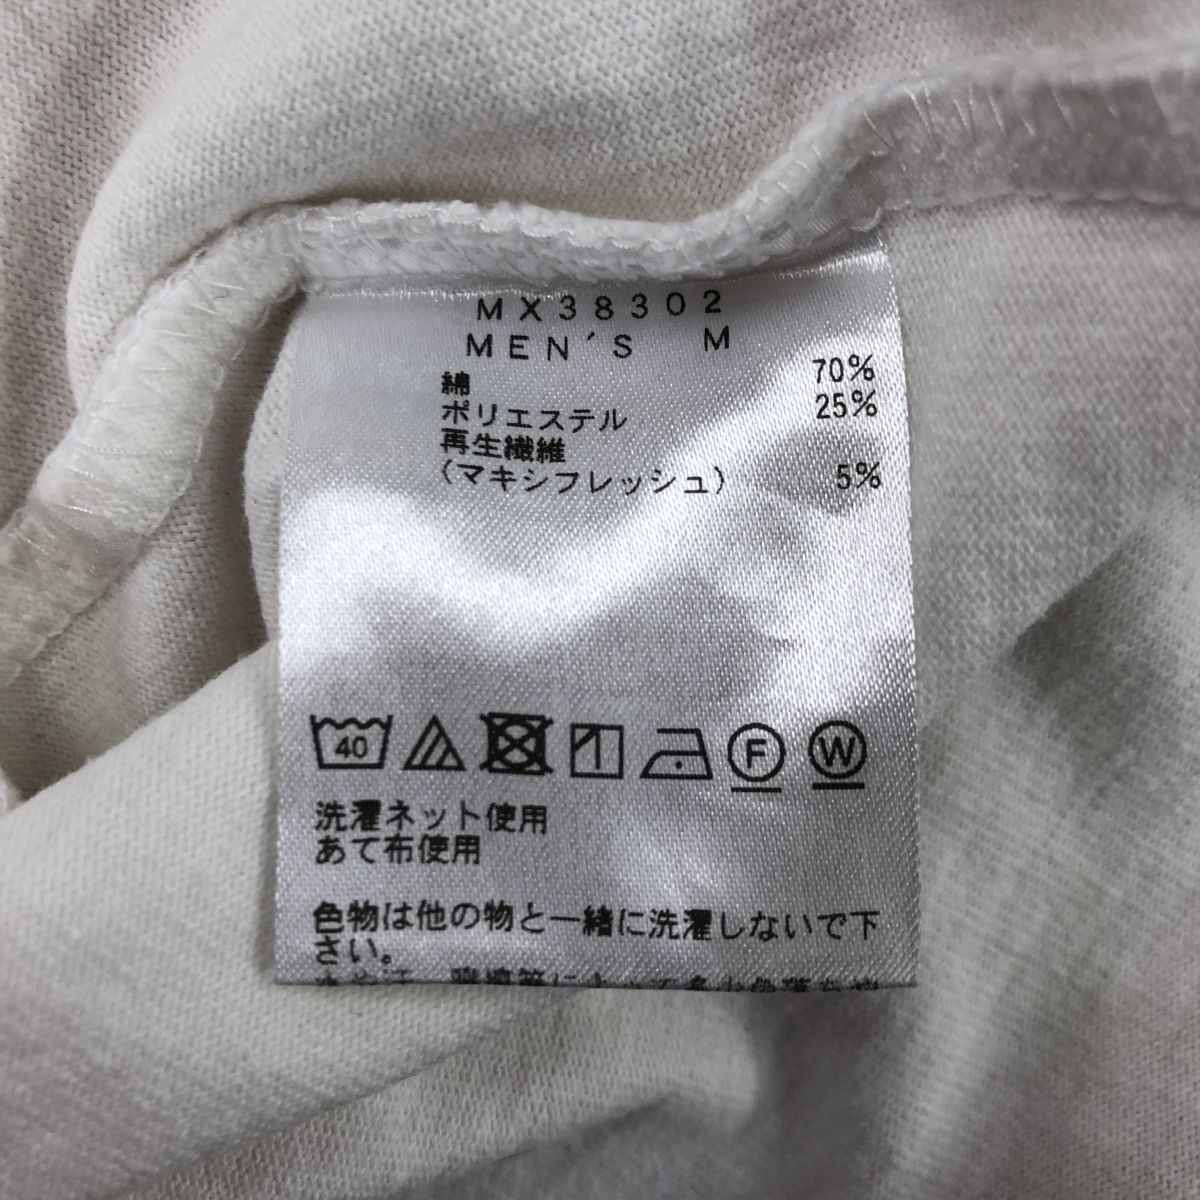 MX38302
MEN'S M
綿 70%
ポリエステル 25%
再生繊維
(マキシフレッシュ) 5%
40 F W
洗濯ネット使用
あて布使用
色物は他の物と一緒に洗濯しないで下
さい。